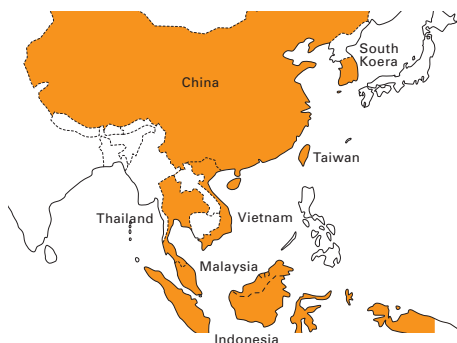 South
Koera
China
Taiwan
Thailand
Vietnam
Malaysia
Indonesia